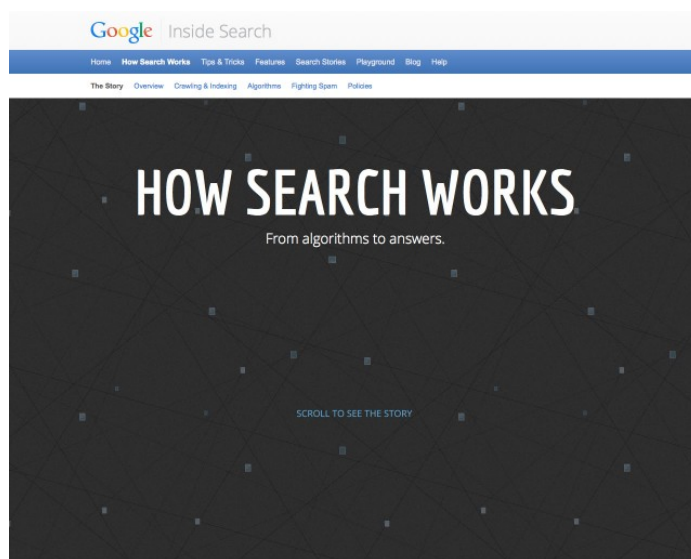 Google Inside Search
Home How Search Works Tips & Tricks Features Search Stories Playground Blog Help
The Story Overview Crawling & Indexing Algorithms Fighting Spam Policies
HOW SEARCH WORKS
From algorithms to answers.
SCROLL TO SEE THE STORY